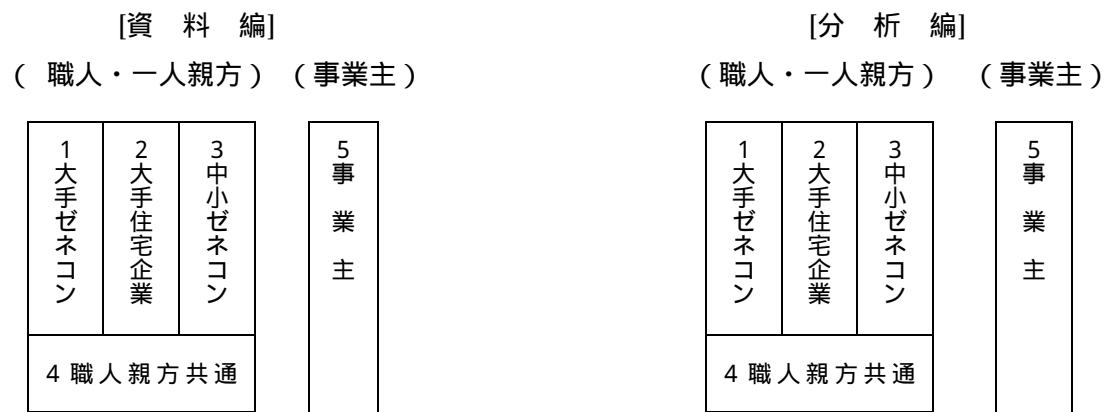 [資　料　編]
(　職人・一人親方)　(事業主)
1大手ゼネコン
2大手住宅企業
3中小ゼネコン
5事　業　主
4 職人親方共通
[分　析　編]
(職人・一人親方)　(事業主)
1大手ゼネコン
2大手住宅企業
3中小ゼネコン
5事　業　主
4 職人親方共通